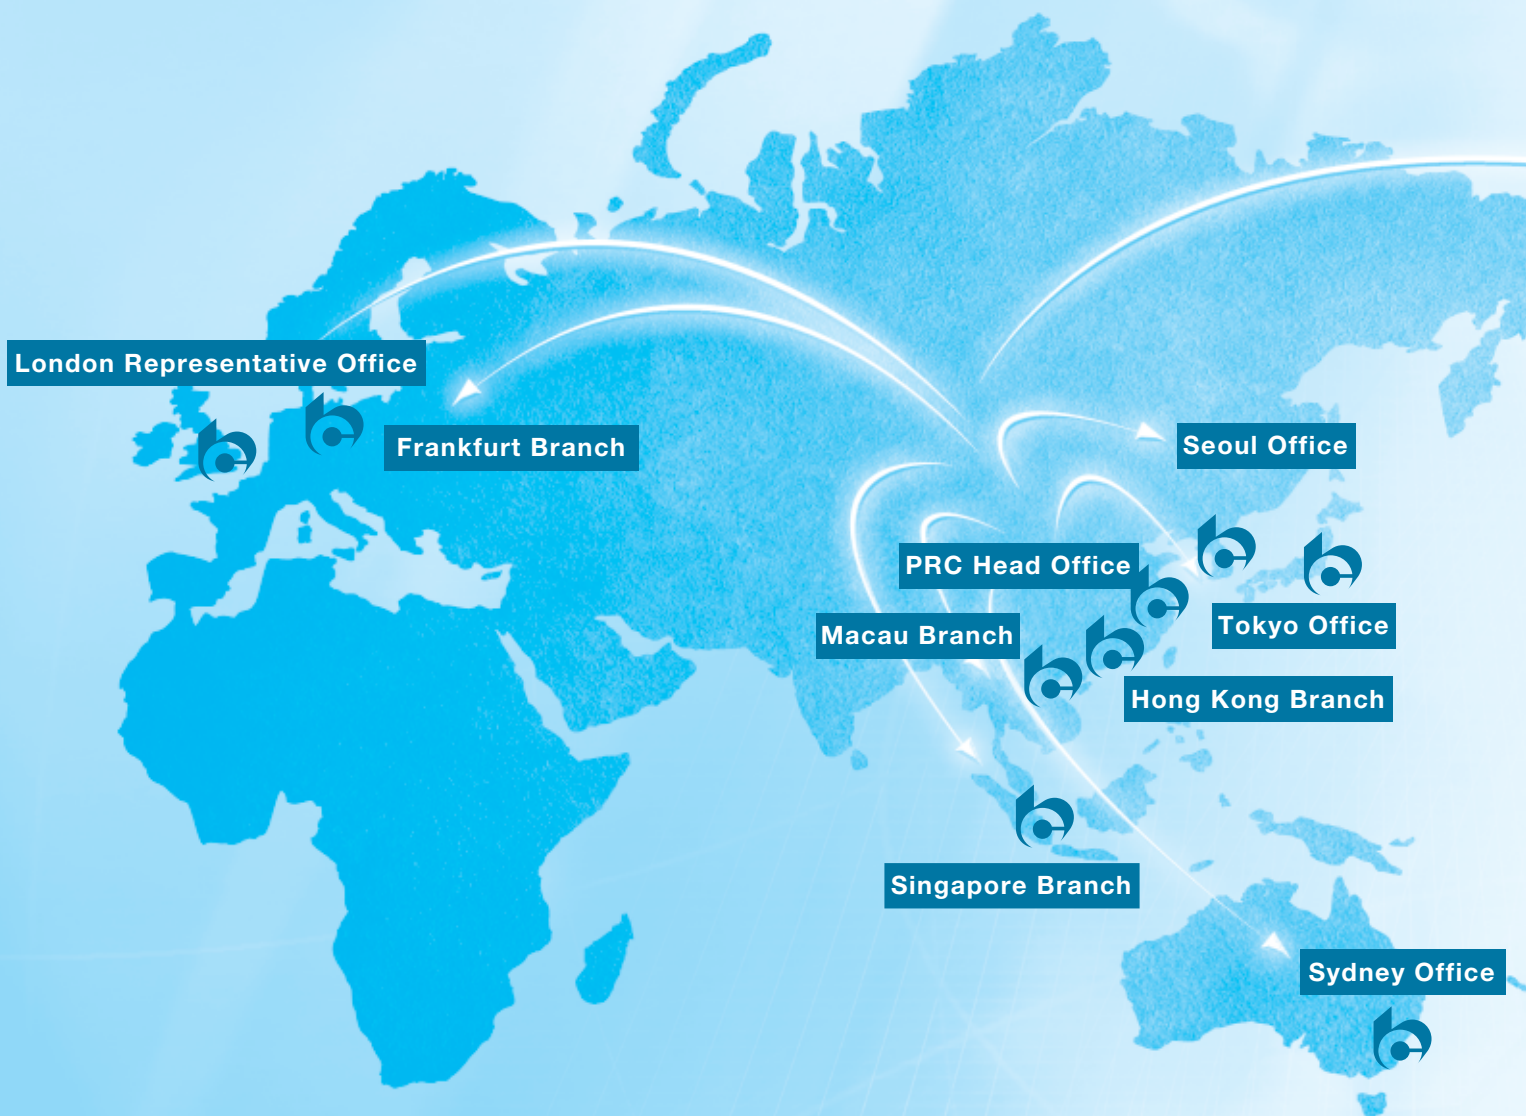 London Representative Office
Frankfurt Branch
Seoul Office
PRC Head Office
Macau Branch
Tokyo Office
Hong Kong Branch
Singapore Branch
Sydney Office